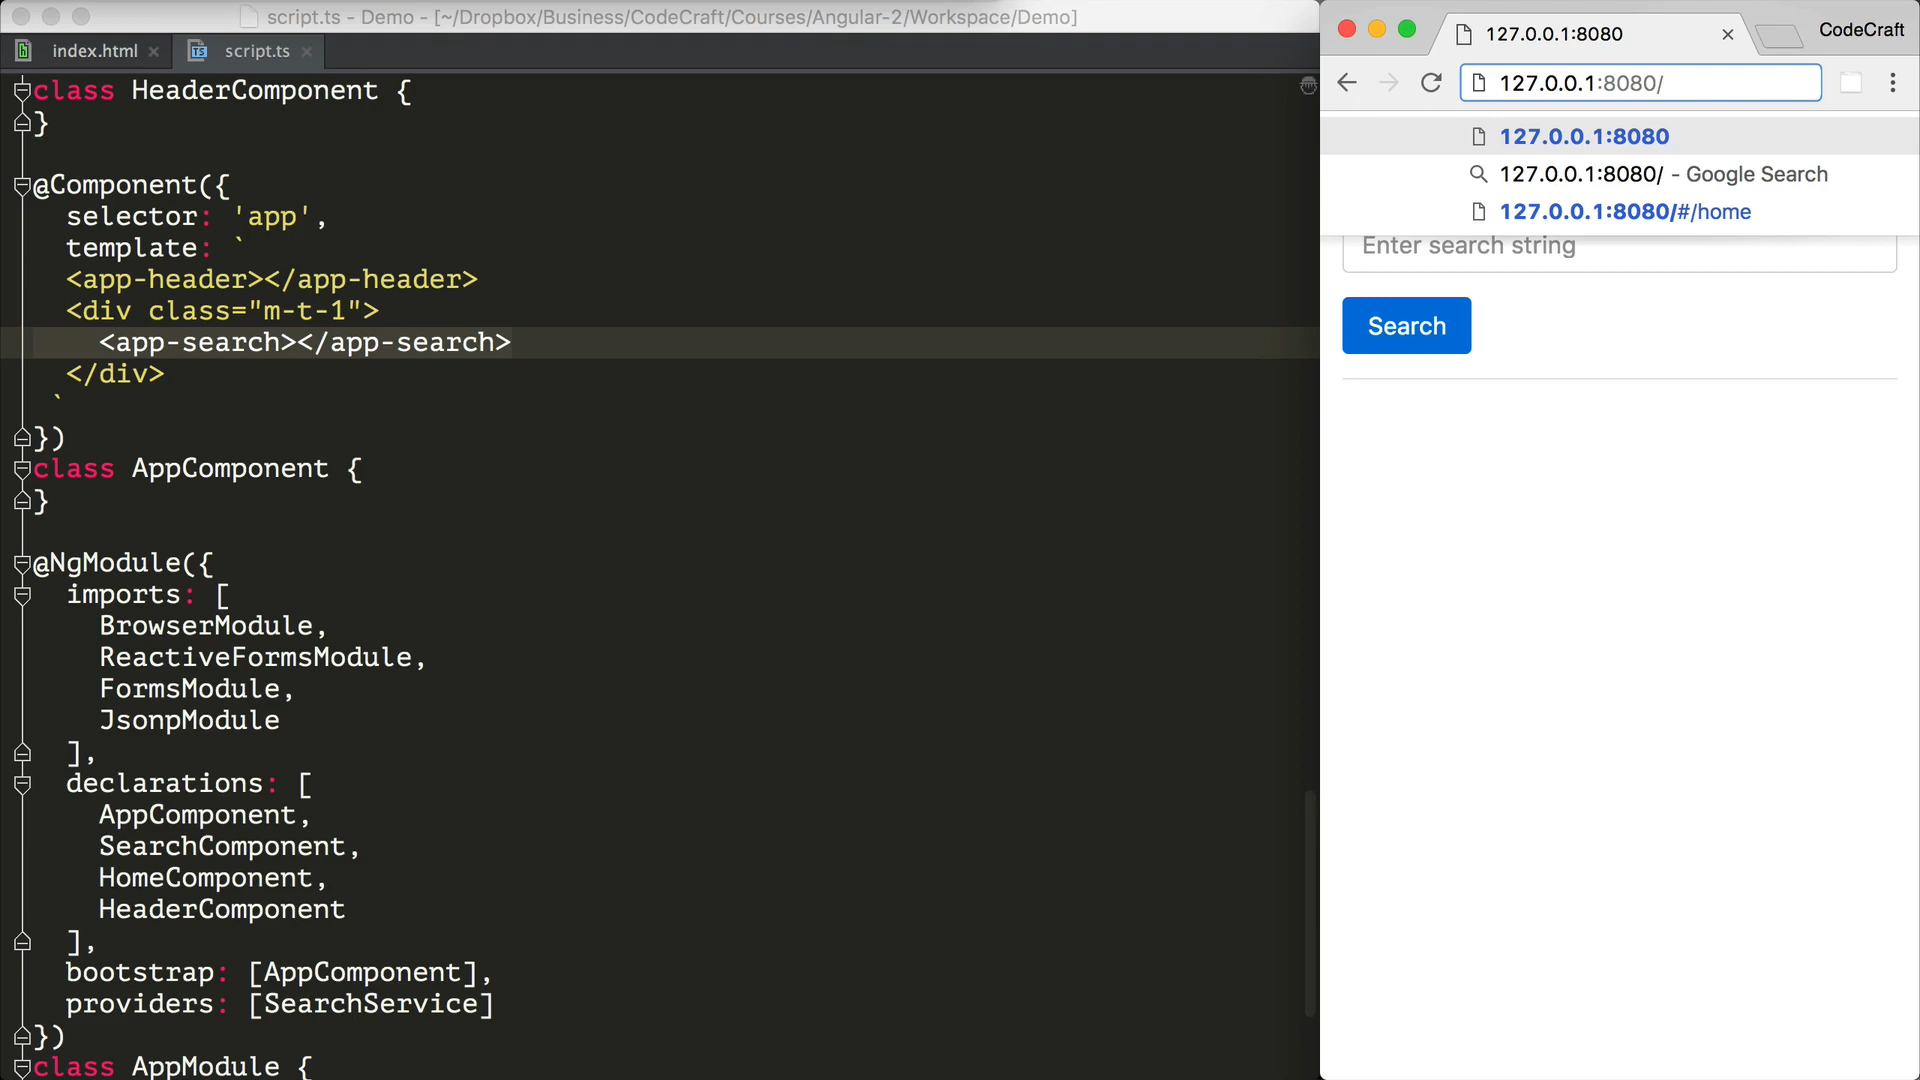 script.ts - Demo - [~/Dropbox/Business/CodeCraft/Courses/Angular-2/Workspace/Demo]
index.html
script.ts
class HeaderComponent {
}
@Component({
selector: 'app',
template: `
<app-header></app-header>
<div class="m-t-1">
<app-search></app-search>
</div>
`
})
class AppComponent {
}
@NgModule({
imports: [
BrowserModule,
ReactiveFormsModule,
FormsModule,
JsonpModule
],
declarations: [
AppComponent,
SearchComponent,
HomeComponent,
HeaderComponent
],
bootstrap: [AppComponent],
providers: [SearchService]
})
class AppModule {
127.0.0.1:8080
CodeCraft
127.0.0.1:8080/
127.0.0.1:8080
127.0.0.1:8080/ - Google Search
127.0.0.1:8080/#/home
Enter search string
Search